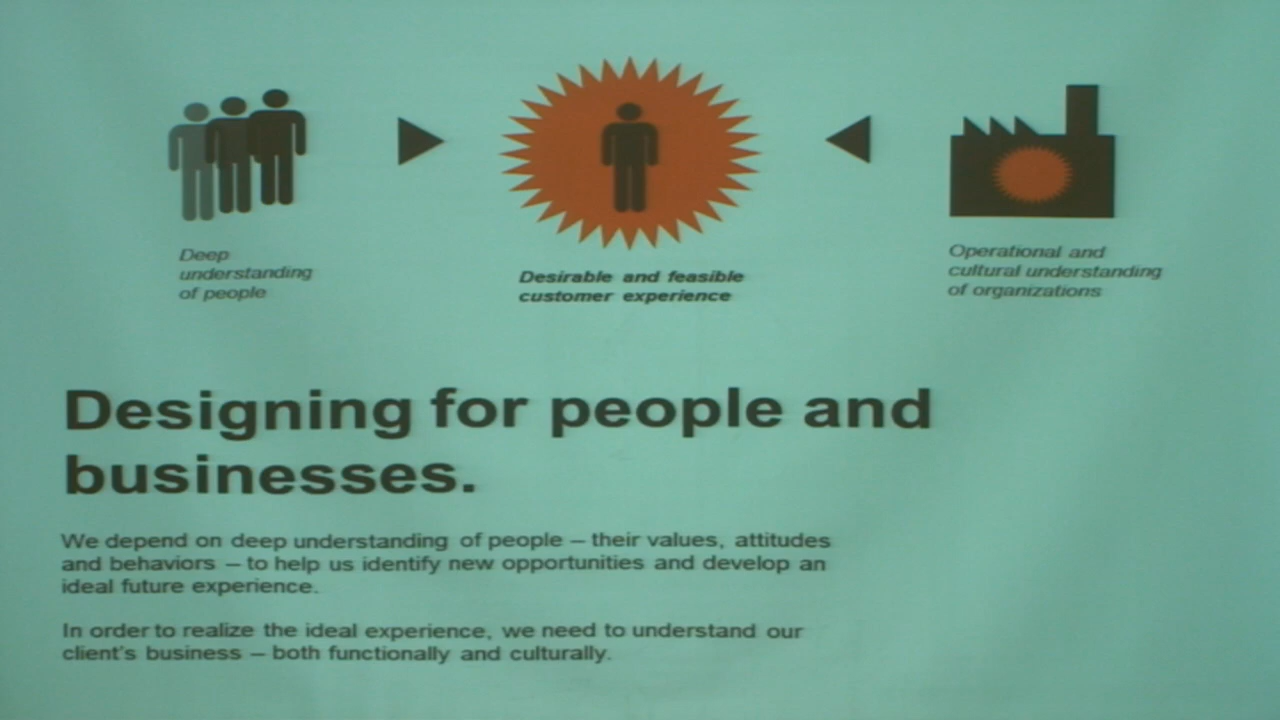 Deep
understanding
of people
Desirable and feasible
customer experience
Operational and
cultural understanding
of organizations
Designing for people and
businesses.
We depend on deep understanding of people – their values, attitudes
and behaviors – to help us identify new opportunities and develop an
ideal future experience.
In order to realize the ideal experience, we need to understand our
client's business – both functionally and culturally.